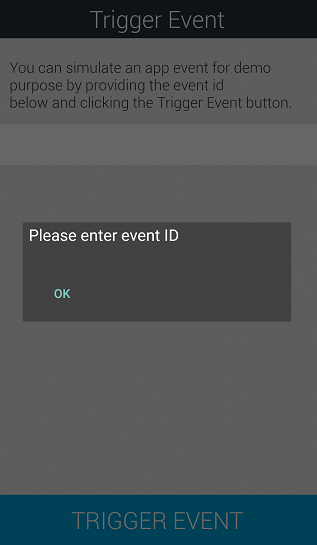 Trigger Event
You can simulate an app event for demo
purpose by providing the event id
below and clicking the Trigger Event button.
Please enter event ID
OK
TRIGGER EVENT